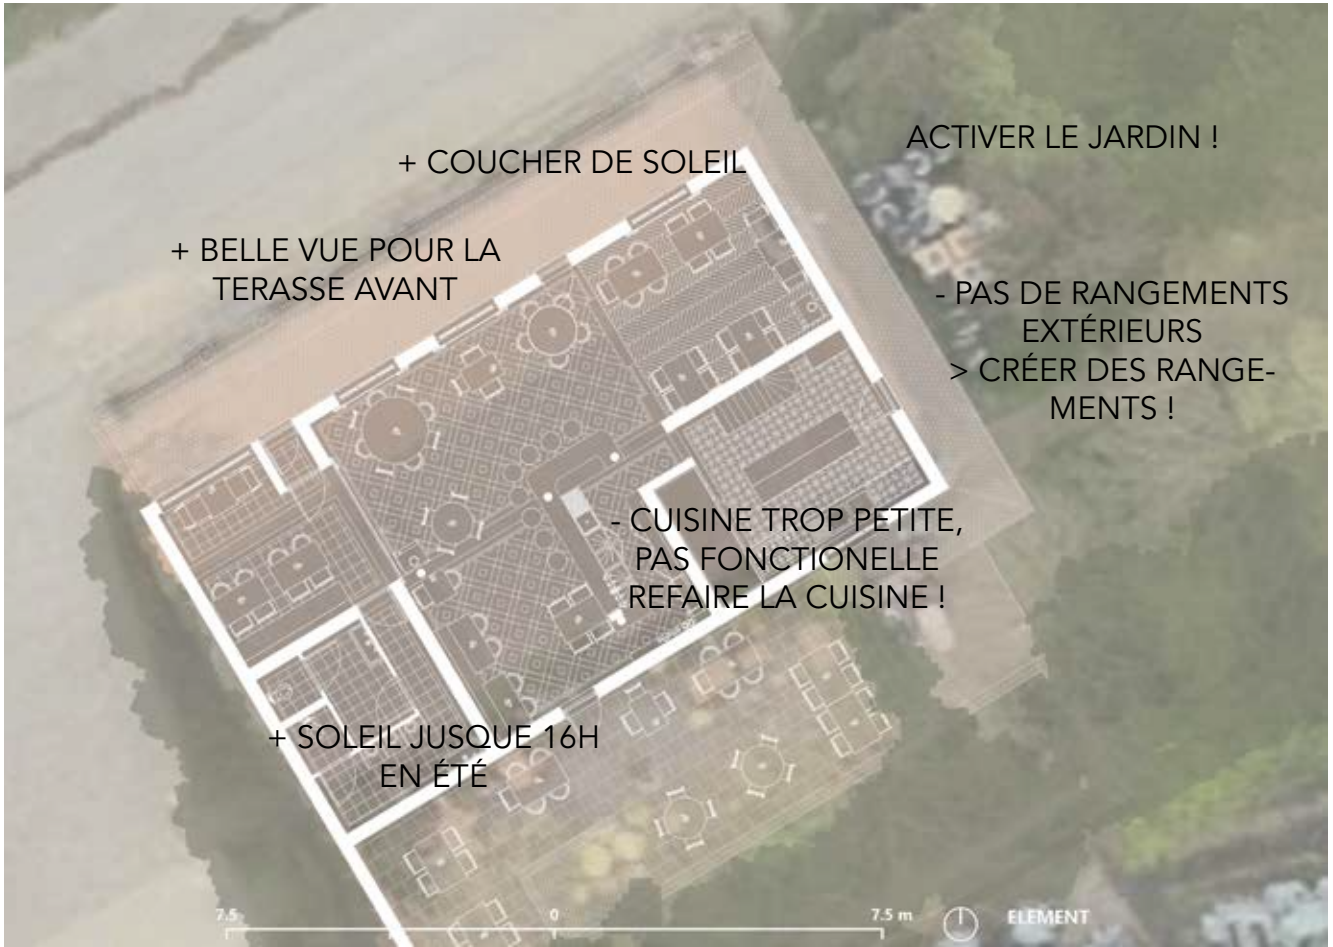 ACTIVER LE JARDIN !
+ COUCHER DE SOLEIL
+ BELLE VUE POUR LA
TERASSE AVANT
- PAS DE RANGEMENTS
EXTÉRIEURS
> CRÉER DES RANGE-
MENTS !
- CUISINE TROP PETITE,
PAS FONCTIONELLE
REFAIRE LA CUISINE !
+ SOLEIL JUSQUE 16H
EN ÉTÉ
7.5
0
7.5 m
ELEMENT